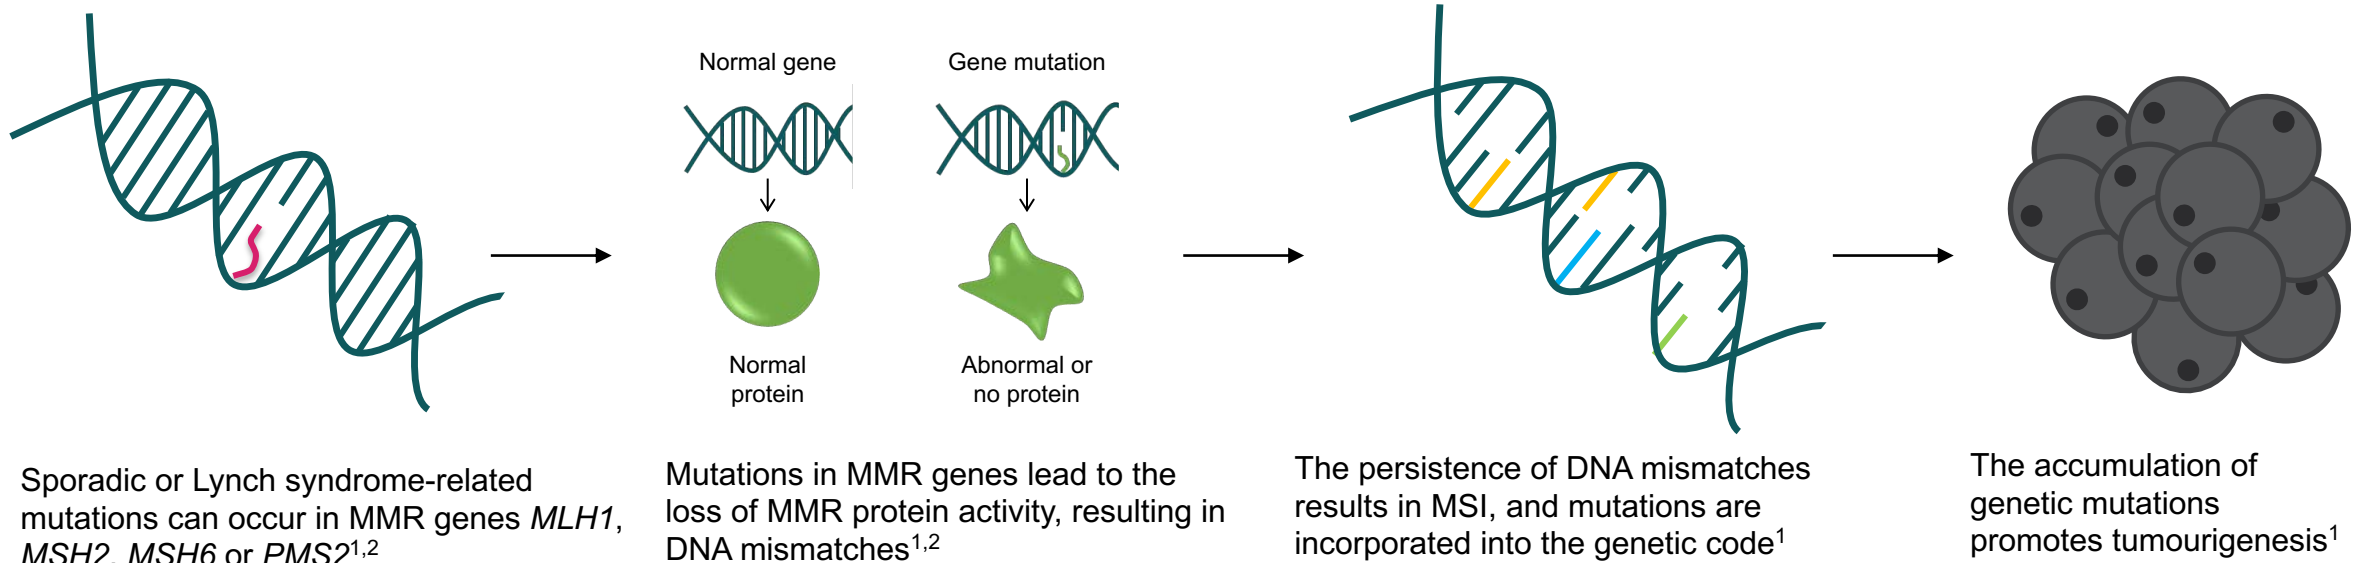 Normal gene
Gene mutation
Normal
protein
Abnormal or
no protein
Sporadic or Lynch syndrome-related
mutations can occur in MMR genes MLH1,
MSH2, MSH6 or PMS2¹,²
Mutations in MMR genes lead to the
loss of MMR protein activity, resulting in
DNA mismatches¹,²
The persistence of DNA mismatches
results in MSI, and mutations are
incorporated into the genetic code¹
The accumulation of
genetic mutations
promotes tumourigenesis¹